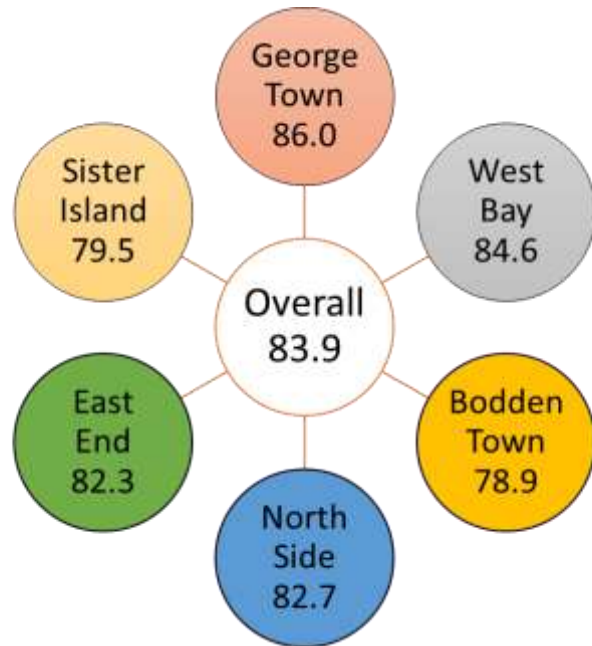 George
Town
86.0
Sister
Island
79.5
West
Bay
84.6
Overall
83.9
East
End
82.3
Bodden
Town
78.9
North
Side
82.7